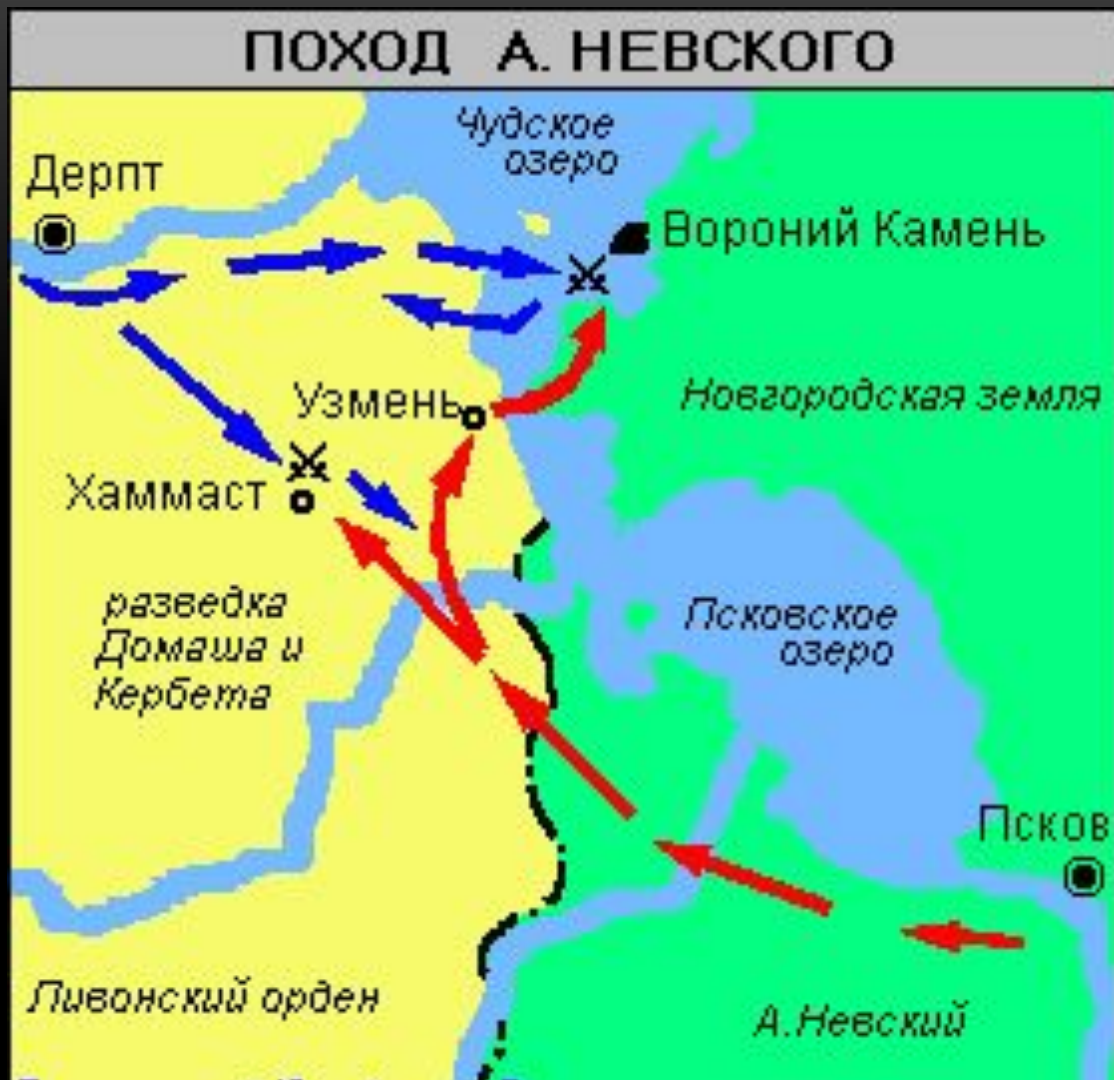 ПОХОД А. НЕВСКОГО
Чудское
озеро
Дерпт
Вороний Камень
Узмень
Новгородская земля
Хаммаст
разведка
Домаша и
Кербета
Псковское
озеро
Псков
Ливонский орден
А.Невский